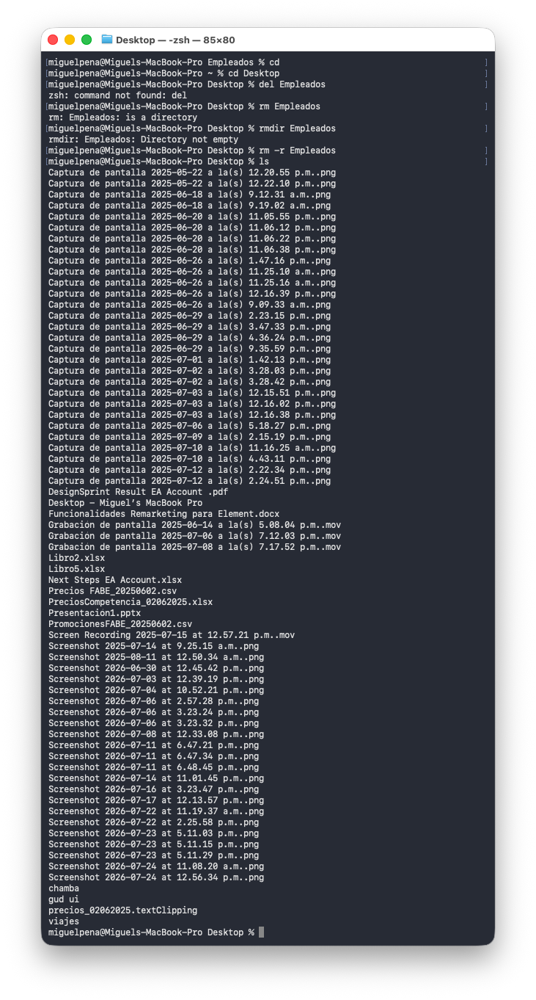 Desktop — -zsh — 85×80
[miguelpena@Miguels-MacBook-Pro Empleados % cd ]
[miguelpena@Miguels-MacBook-Pro ~ % cd Desktop ]
[miguelpena@Miguels-MacBook-Pro Desktop % del Empleados ]
zsh: command not found: del
[miguelpena@Miguels-MacBook-Pro Desktop % rm Empleados ]
rm: Empleados: is a directory
[miguelpena@Miguels-MacBook-Pro Desktop % rmdir Empleados ]
rmdir: Empleados: Directory not empty
[miguelpena@Miguels-MacBook-Pro Desktop % rm -r Empleados ]
[miguelpena@Miguels-MacBook-Pro Desktop % ls ]
Captura de pantalla 2025-05-22 a la(s) 12.20.55 p.m..png
Captura de pantalla 2025-05-22 a la(s) 12.22.10 p.m..png
Captura de pantalla 2025-06-18 a la(s) 9.12.31 a.m..png
Captura de pantalla 2025-06-18 a la(s) 9.19.02 a.m..png
Captura de pantalla 2025-06-20 a la(s) 11.05.55 p.m..png
Captura de pantalla 2025-06-20 a la(s) 11.06.12 p.m..png
Captura de pantalla 2025-06-20 a la(s) 11.06.22 p.m..png
Captura de pantalla 2025-06-20 a la(s) 11.06.38 p.m..png
Captura de pantalla 2025-06-26 a la(s) 1.47.16 p.m..png
Captura de pantalla 2025-06-26 a la(s) 11.25.10 a.m..png
Captura de pantalla 2025-06-26 a la(s) 11.25.16 a.m..png
Captura de pantalla 2025-06-26 a la(s) 12.16.39 p.m..png
Captura de pantalla 2025-06-26 a la(s) 9.09.33 a.m..png
Captura de pantalla 2025-06-29 a la(s) 2.23.15 p.m..png
Captura de pantalla 2025-06-29 a la(s) 3.47.33 p.m..png
Captura de pantalla 2025-06-29 a la(s) 4.36.24 p.m..png
Captura de pantalla 2025-06-29 a la(s) 9.35.59 p.m..png
Captura de pantalla 2025-07-01 a la(s) 1.42.13 p.m..png
Captura de pantalla 2025-07-02 a la(s) 3.28.03 p.m..png
Captura de pantalla 2025-07-02 a la(s) 3.28.42 p.m..png
Captura de pantalla 2025-07-03 a la(s) 12.15.51 p.m..png
Captura de pantalla 2025-07-03 a la(s) 12.16.02 p.m..png
Captura de pantalla 2025-07-03 a la(s) 12.16.38 p.m..png
Captura de pantalla 2025-07-06 a la(s) 5.18.27 p.m..png
Captura de pantalla 2025-07-09 a la(s) 2.15.19 p.m..png
Captura de pantalla 2025-07-10 a la(s) 11.16.25 a.m..png
Captura de pantalla 2025-07-10 a la(s) 4.43.11 p.m..png
Captura de pantalla 2025-07-12 a la(s) 2.22.34 p.m..png
Captura de pantalla 2025-07-12 a la(s) 2.24.51 p.m..png
DesignSprint Result EA Account .pdf
Desktop - Miguel’s MacBook Pro
Funcionalidades Remarketing para Element.docx
Grabación de pantalla 2025-06-14 a la(s) 5.08.04 p.m..mov
Grabación de pantalla 2025-07-06 a la(s) 7.12.03 p.m..mov
Grabación de pantalla 2025-07-08 a la(s) 7.17.52 p.m..mov
Libro2.xlsx
Libro5.xlsx
Next Steps EA Account.xlsx
Precios FABE_20250602.csv
PreciosCompetencia_02062025.xlsx
Presentación1.pptx
PromocionesFABE_20250602.csv
Screen Recording 2025-07-15 at 12.57.21 p.m..mov
Screenshot 2025-07-14 at 9.25.15 a.m..png
Screenshot 2025-08-11 at 12.50.34 a.m..png
Screenshot 2026-06-30 at 12.45.42 p.m..png
Screenshot 2026-07-03 at 12.39.19 p.m..png
Screenshot 2026-07-04 at 10.52.21 p.m..png
Screenshot 2026-07-06 at 2.57.28 p.m..png
Screenshot 2026-07-06 at 3.23.24 p.m..png
Screenshot 2026-07-06 at 3.23.32 p.m..png
Screenshot 2026-07-08 at 12.33.08 p.m..png
Screenshot 2026-07-11 at 6.47.21 p.m..png
Screenshot 2026-07-11 at 6.47.34 p.m..png
Screenshot 2026-07-11 at 6.48.45 p.m..png
Screenshot 2026-07-14 at 11.01.45 p.m..png
Screenshot 2026-07-16 at 3.23.47 p.m..png
Screenshot 2026-07-17 at 12.13.57 p.m..png
Screenshot 2026-07-22 at 11.19.37 a.m..png
Screenshot 2026-07-22 at 2.25.58 p.m..png
Screenshot 2026-07-23 at 5.11.03 p.m..png
Screenshot 2026-07-23 at 5.11.15 p.m..png
Screenshot 2026-07-23 at 5.11.29 p.m..png
Screenshot 2026-07-24 at 11.08.20 a.m..png
Screenshot 2026-07-24 at 12.56.34 p.m..png
chamba
gud ui
precios_02062025.textClipping
viajes
miguelpena@Miguels-MacBook-Pro Desktop %